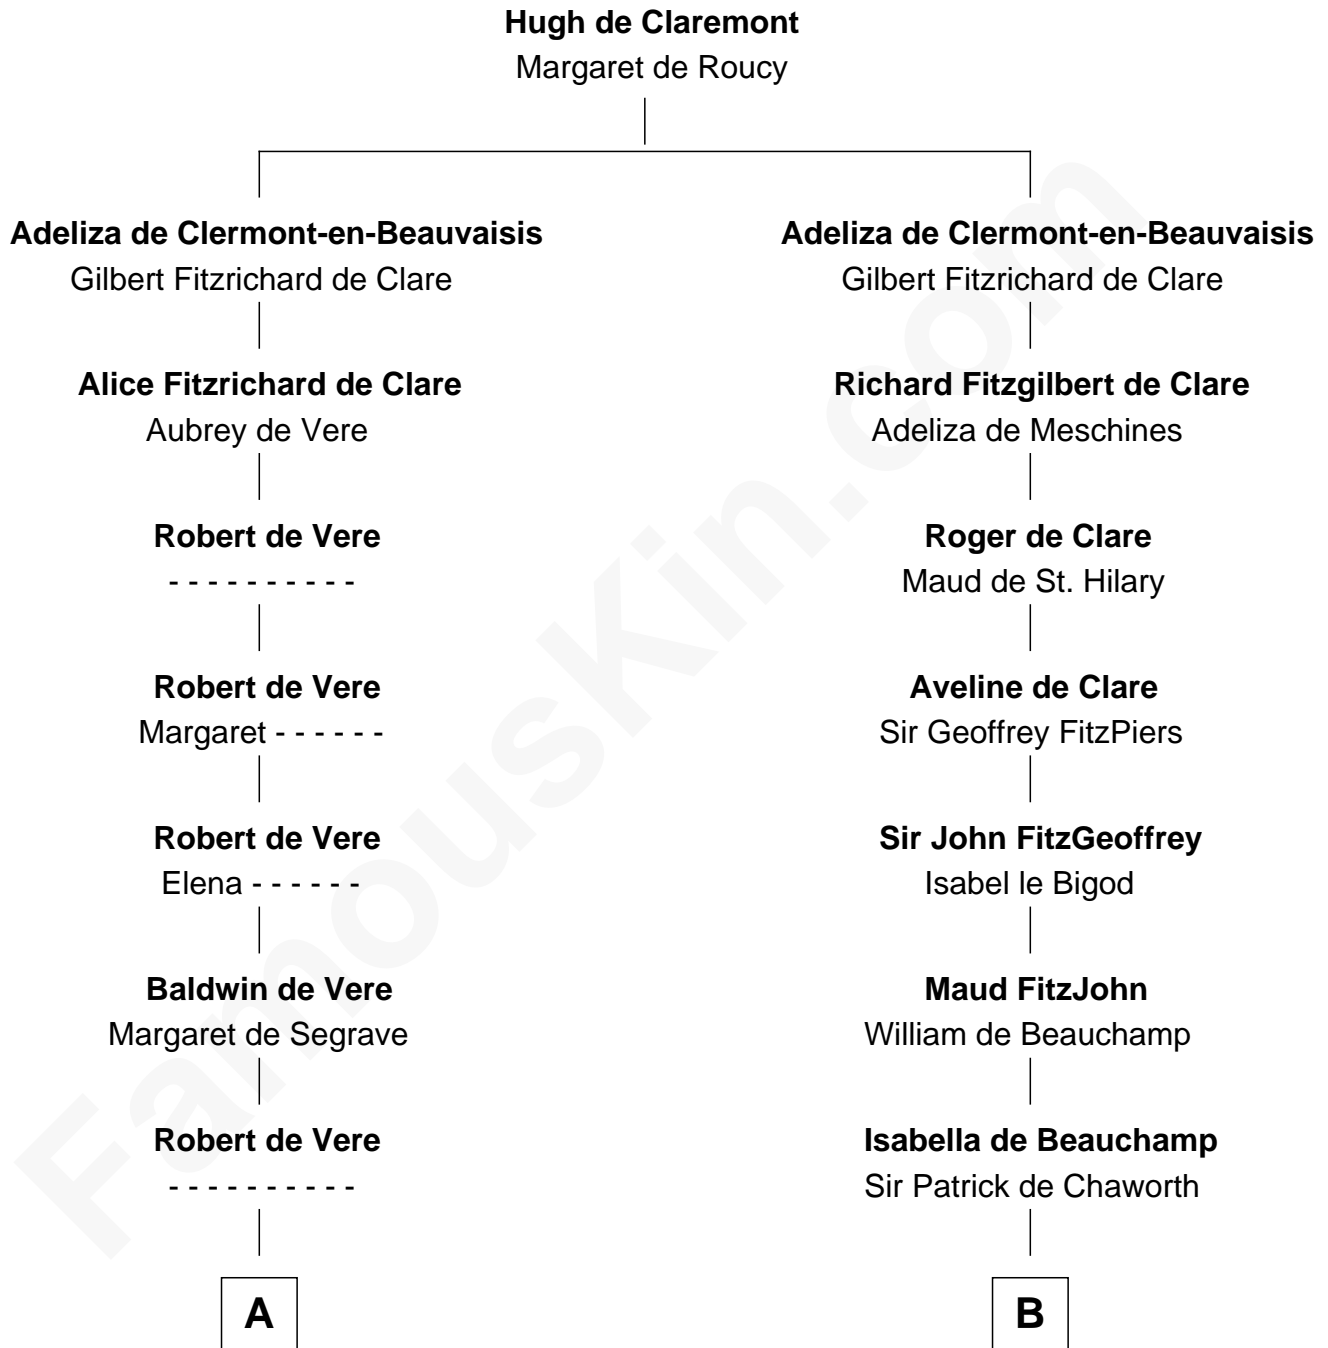 Hugh de Claremont
Margaret de Roucy
Adeliza de Clermont-en-Beauvaisis
Gilbert Fitzrichard de Clare
Alice Fitzrichard de Clare
Aubrey de Vere
Robert de Vere
- - - - - - - - - -
Robert de Vere
Margaret - - - - - -
Robert de Vere
Elena - - - - - -
Baldwin de Vere
Margaret de Segrave
Robert de Vere
- - - - - - - - - -
A
Adeliza de Clermont-en-Beauvaisis
Gilbert Fitzrichard de Clare
Richard Fitzgilbert de Clare
Adeliza de Meschines
Roger de Clare
Maud de St. Hilary
Aveline de Clare
Sir Geoffrey FitzPiers
Sir John FitzGeoffrey
Isabel le Bigod
Maud FitzJohn
William de Beauchamp
Isabella de Beauchamp
Sir Patrick de Chaworth
B
FamousKin.com